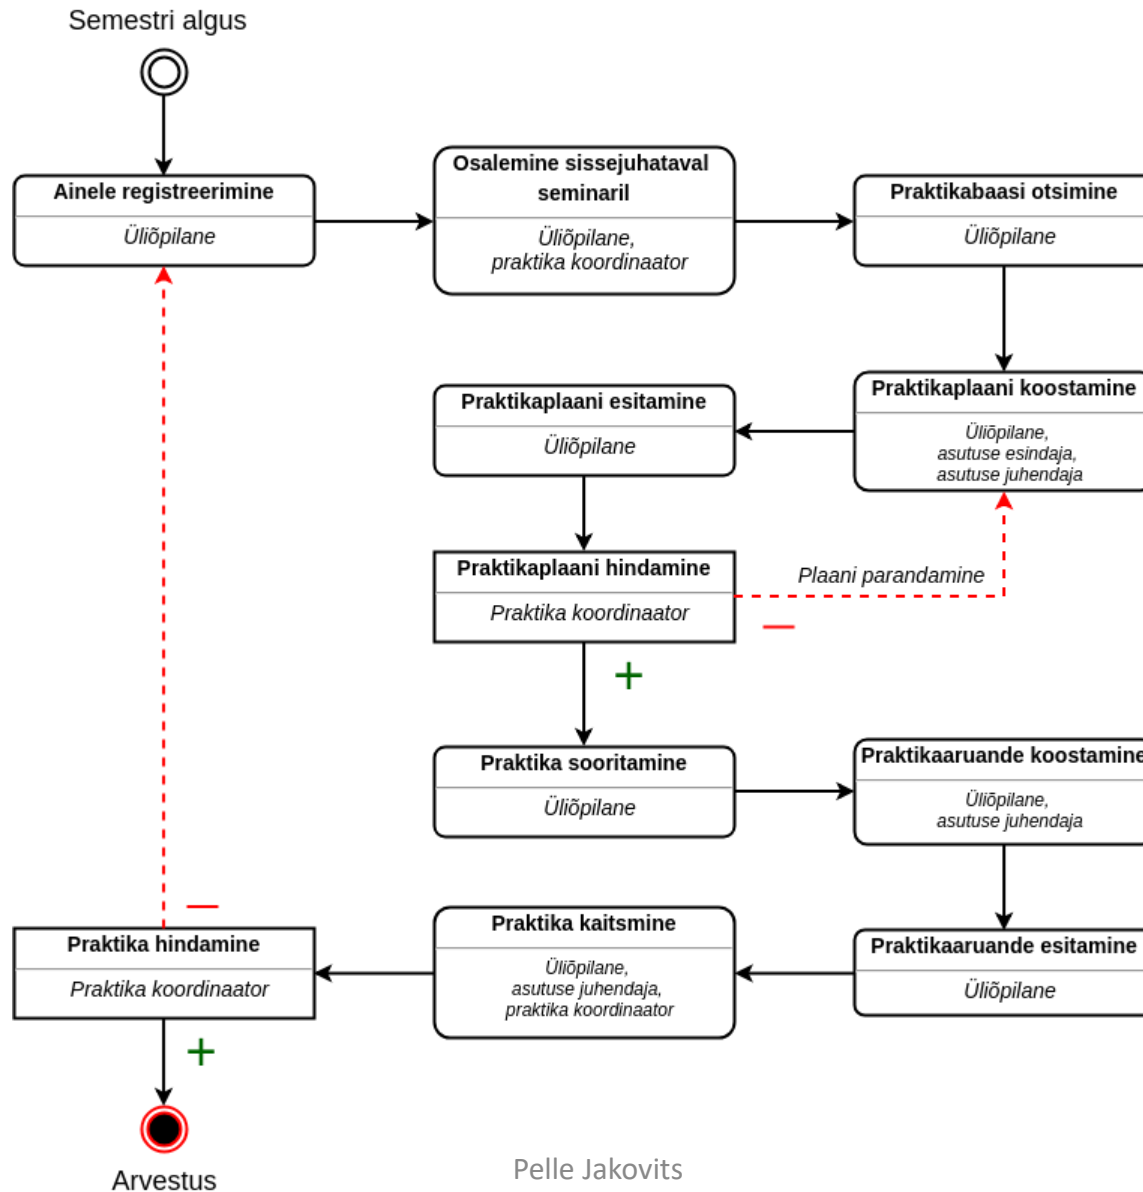 Semestri algus
Ainele registreerimine
Üliõpilane
Osalemine sissejuhataval
seminaril
Üliõpilane,
praktika koordinaator
Praktikabaasi otsimine
Üliõpilane
Praktikaplaani koostamine
Üliõpilane,
asutuse esindaja,
asutuse juhendaja
Praktikaplaani esitamine
Üliõpilane
Praktikaplaani hindamine
Praktika koordinaator
Plaani parandamine
−
+
Praktika sooritamine
Üliõpilane
Praktikaaruande koostamine
Üliõpilane,
asutuse juhendaja
Praktikaaruande esitamine
Üliõpilane
Praktika kaitsmine
Üliõpilane,
asutuse juhendaja,
praktika koordinaator
−
Praktika hindamine
Praktika koordinaator
+
Arvestus
Pelle Jakovits